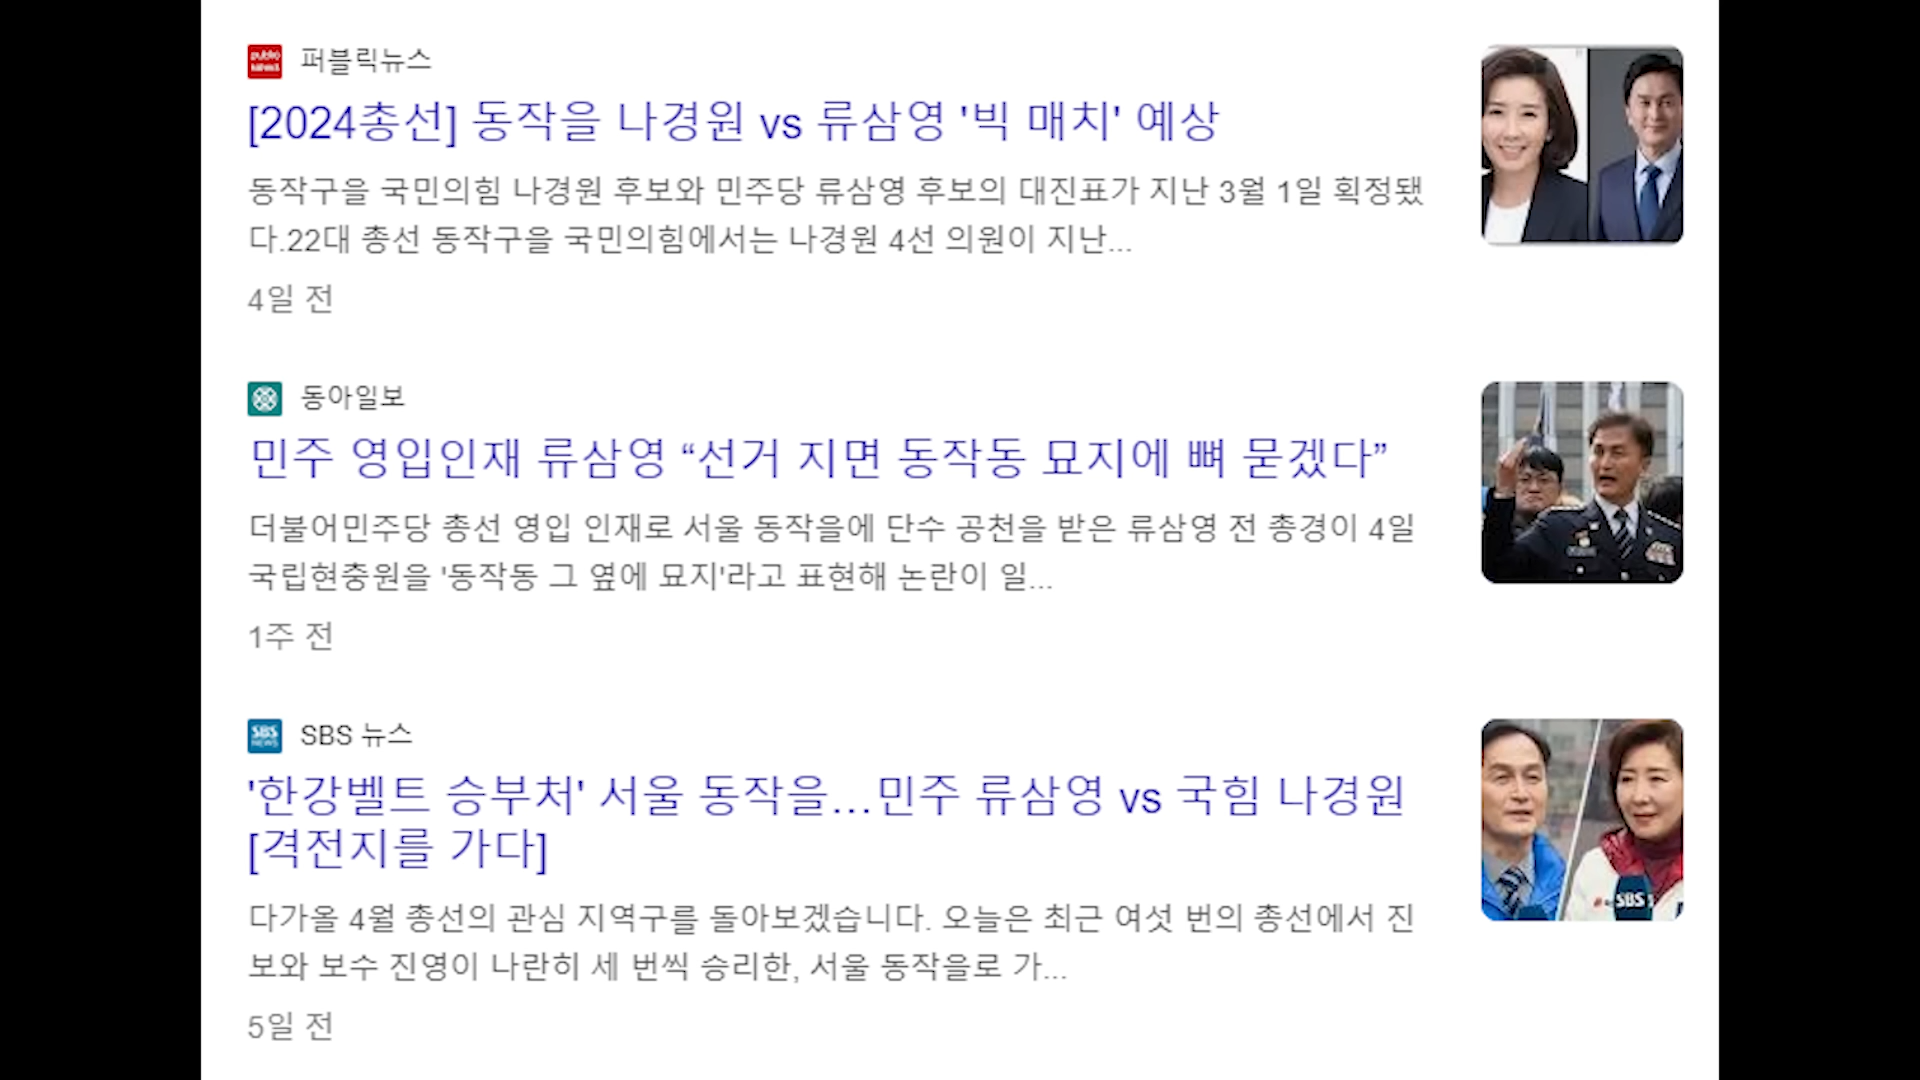 퍼블릭뉴스
[2024총선] 동작을 나경원 vs 류삼영 '빅 매치' 예상
동작구을 국민의힘 나경원 후보와 민주당 류삼영 후보의 대진표가 지난 3월 1일 획정됐
다.22대 총선 동작구을 국민의힘에서는 나경원 4선 의원이 지난...
4일 전
동아일보
민주 영입인재 류삼영 “선거 지면 동작동 묘지에 뼈 묻겠다”
더불어민주당 총선 영입 인재로 서울 동작을에 단수 공천을 받은 류삼영 전 총경이 4일
국립현충원을 '동작동 그 옆에 묘지'라고 표현해 논란이 일...
1주 전
SBS NEWS
SBS 뉴스
'한강벨트 승부처' 서울 동작을...민주 류삼영 vs 국힘 나경원
[격전지를 가다]
다가올 4월 총선의 관심 지역구를 돌아보겠습니다. 오늘은 최근 여섯 번의 총선에서 진
보와 보수 진영이 나란히 세 번씩 승리한, 서울 동작을로 가...
SBS
5일 전